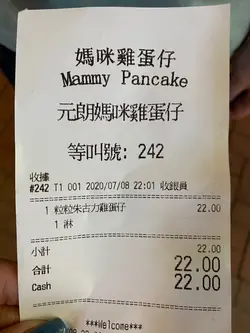 媽咪雞蛋仔
Mammy Pancake
元朗媽咪雞蛋仔
等叫號: 242
收據
#242 T1 001 2020/07/08 22:01 收銀員
1 粒粒朱古力雞蛋仔 22.00
1 淋
小計 22.00
合計 22.00
Cash 22.00
***Welcome***